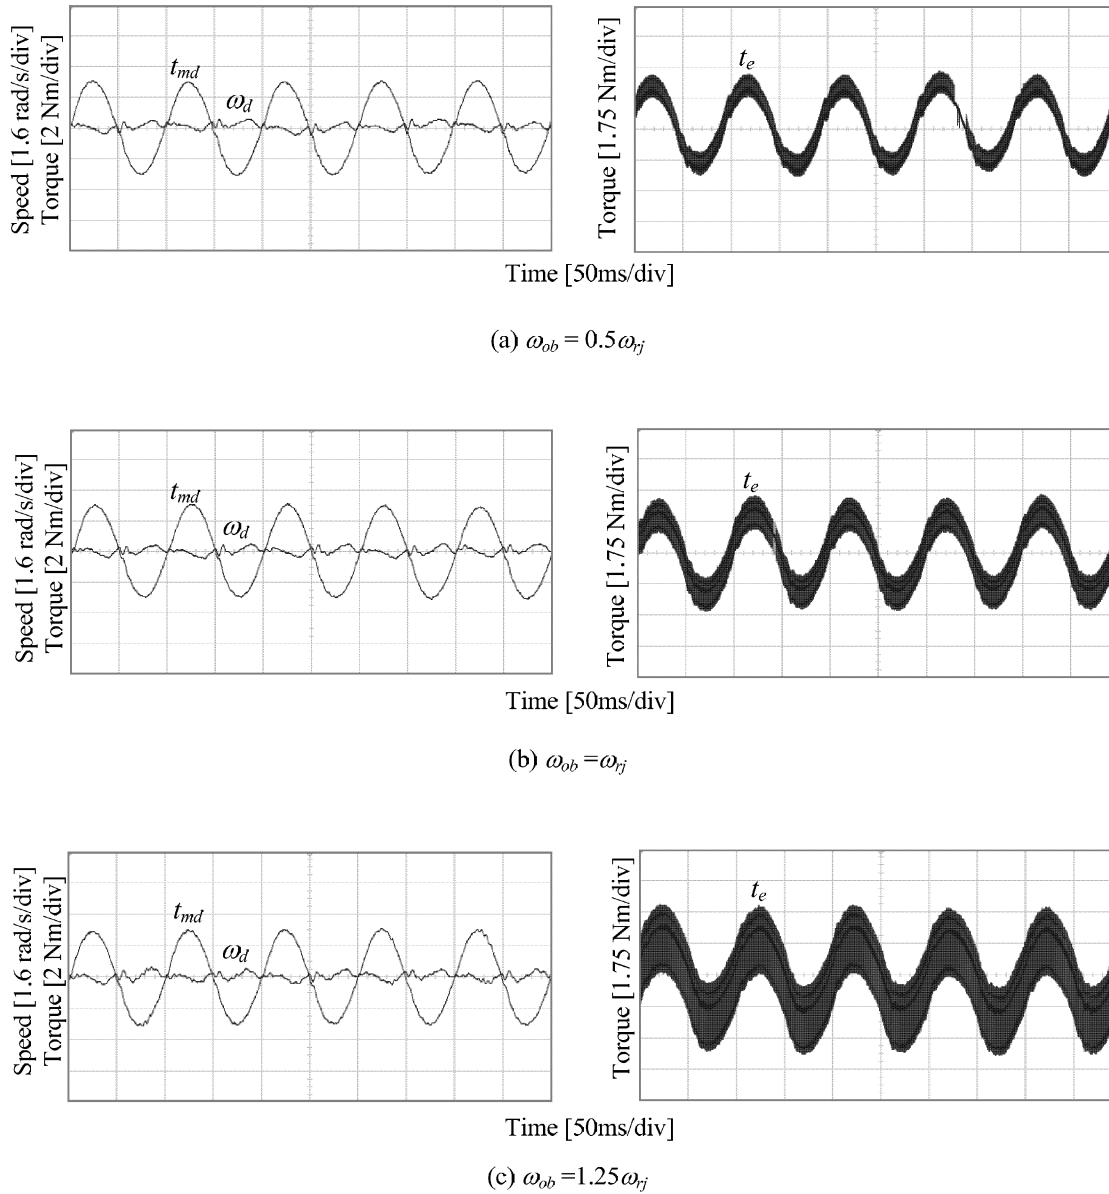 Speed [1.6 rad/s/div]
Torque [2 Nm/div]
t_md
ω_d
Torque [1.75 Nm/div]
t_e
Time [50ms/div]
(a) ω_ob = 0.5ω_rj
Speed [1.6 rad/s/div]
Torque [2 Nm/div]
t_md
ω_d
Torque [1.75 Nm/div]
t_e
Time [50ms/div]
(b) ω_ob =ω_rj
Speed [1.6 rad/s/div]
Torque [2 Nm/div]
t_md
ω_d
Torque [1.75 Nm/div]
t_e
Time [50ms/div]
(c) ω_ob =1.25ω_rj